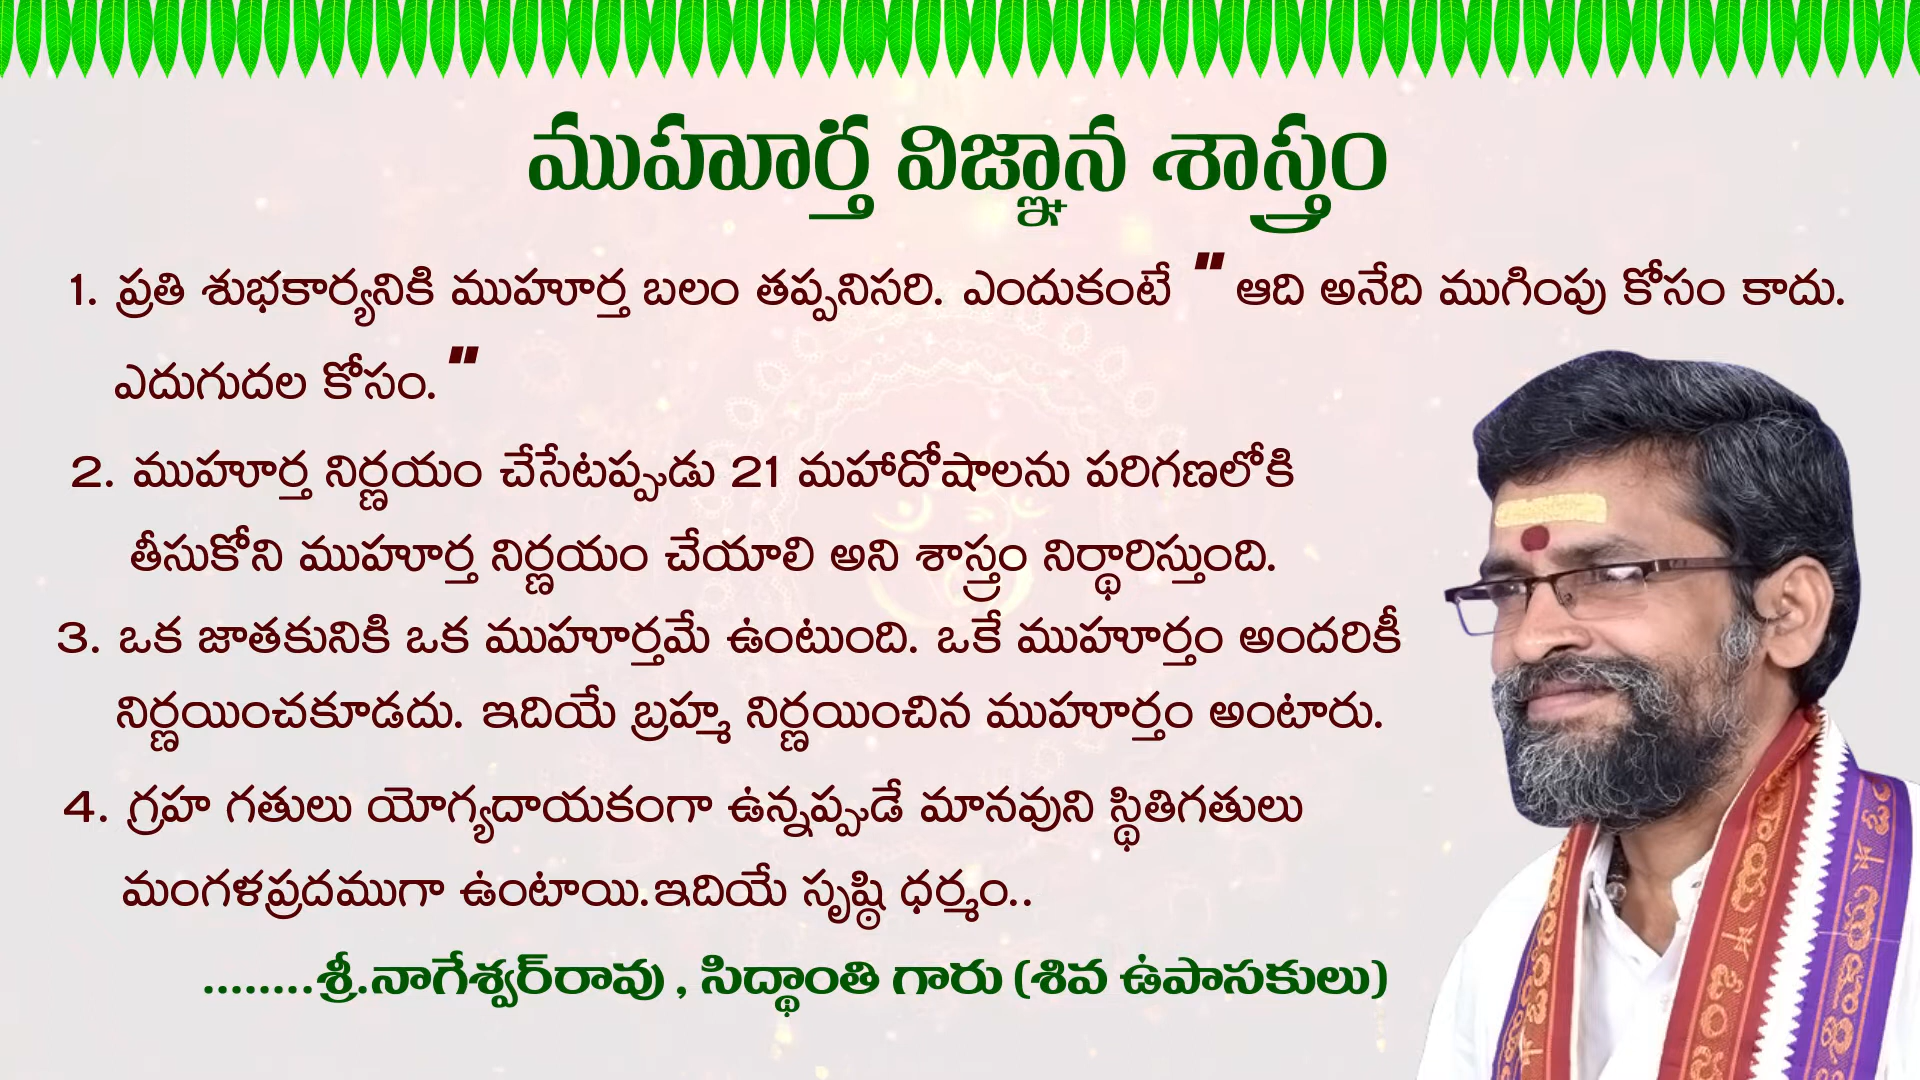 ముహూర్త విజ్ఞాన శాస్త్రం
1. ప్రతి శుభకార్యనికి ముహూర్త బలం తప్పనిసరి. ఎందుకంటే " ఆది అనేది ముగింపు కోసం కాదు.
ఎదుగుదల కోసం."
2. ముహూర్త నిర్ణయం చేసేటప్పుడు 21 మహాదోషాలను పరిగణలోకి
తీసుకోని ముహూర్త నిర్ణయం చేయాలి అని శాస్త్రం నిర్ధారిస్తుంది.
3. ఒక జాతకునికి ఒక ముహూర్తమే ఉంటుంది. ఒకే ముహూర్తం అందరికీ
నిర్ణయించకూడదు. ఇదియే బ్రహ్మ నిర్ణయించిన ముహూర్తం అంటారు.
4. గ్రహ గతులు యోగ్యదాయకంగా ఉన్నప్పుడే మానవుని స్థితిగతులు
మంగళప్రదముగా ఉంటాయి.ఇదియే సృష్ఠి ధర్మం..
........శ్రీ.నాగేశ్వర్‌రావు , సిద్ధాంతి గారు (శివ ఉపాసకులు)